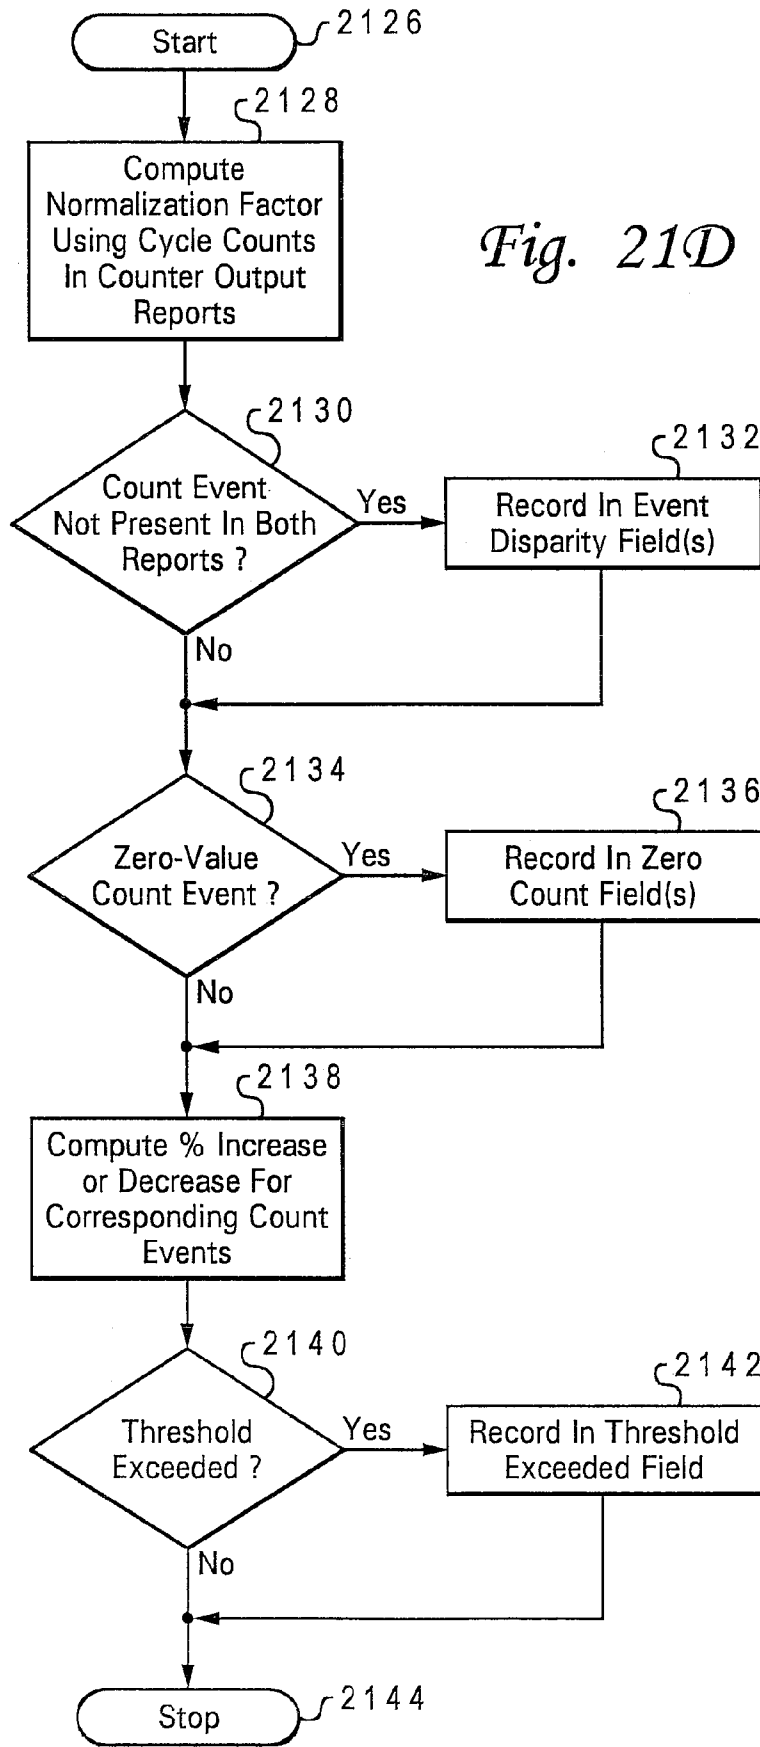 Start
2126
2128
Compute
Normalization Factor
Using Cycle Counts
In Counter Output
Reports
Fig. 21D
2130
Count Event
Not Present In Both
Reports ?
Yes
No
2132
Record In Event
Disparity Field(s)
2134
Zero-Value
Count Event ?
Yes
No
2136
Record In Zero
Count Field(s)
2138
Compute % Increase
or Decrease For
Corresponding Count
Events
2140
Threshold
Exceeded ?
Yes
No
2142
Record In Threshold
Exceeded Field
Stop
2144